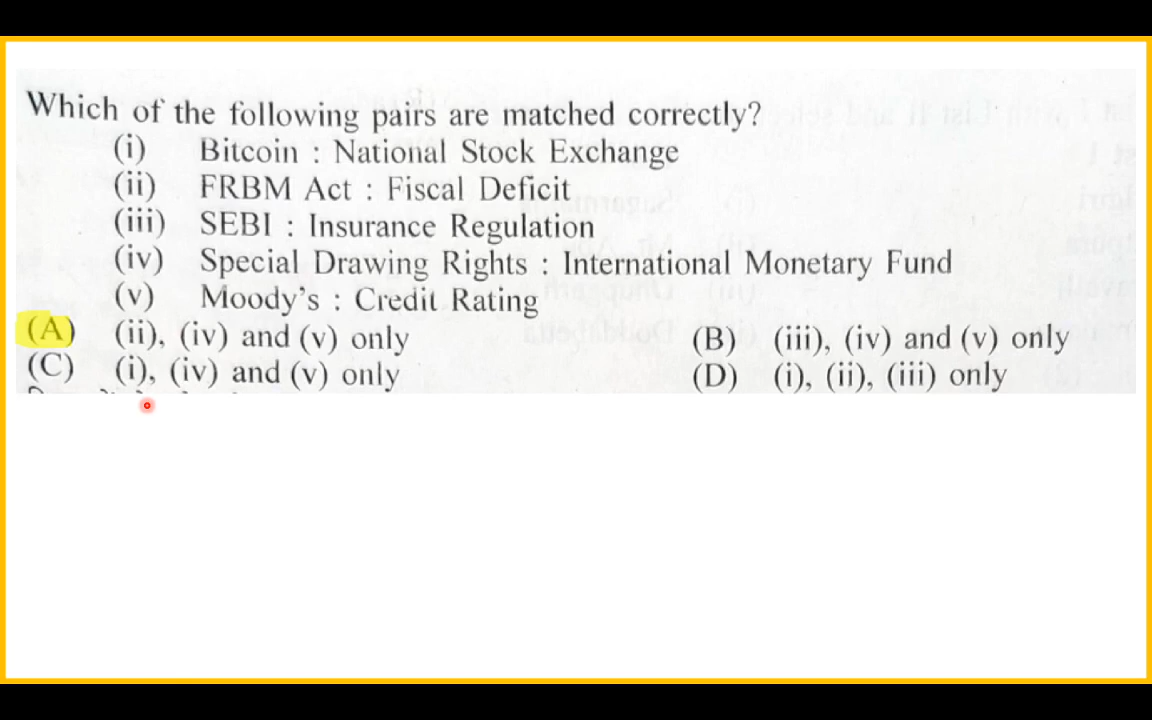 Which of the following pairs are matched correctly?
(i) Bitcoin : National Stock Exchange
(ii) FRBM Act : Fiscal Deficit
(iii) SEBI : Insurance Regulation
(iv) Special Drawing Rights : International Monetary Fund
(v) Moody's : Credit Rating
(A) (ii), (iv) and (v) only (B) (iii), (iv) and (v) only
(C) (i), (iv) and (v) only (D) (i), (ii), (iii) only